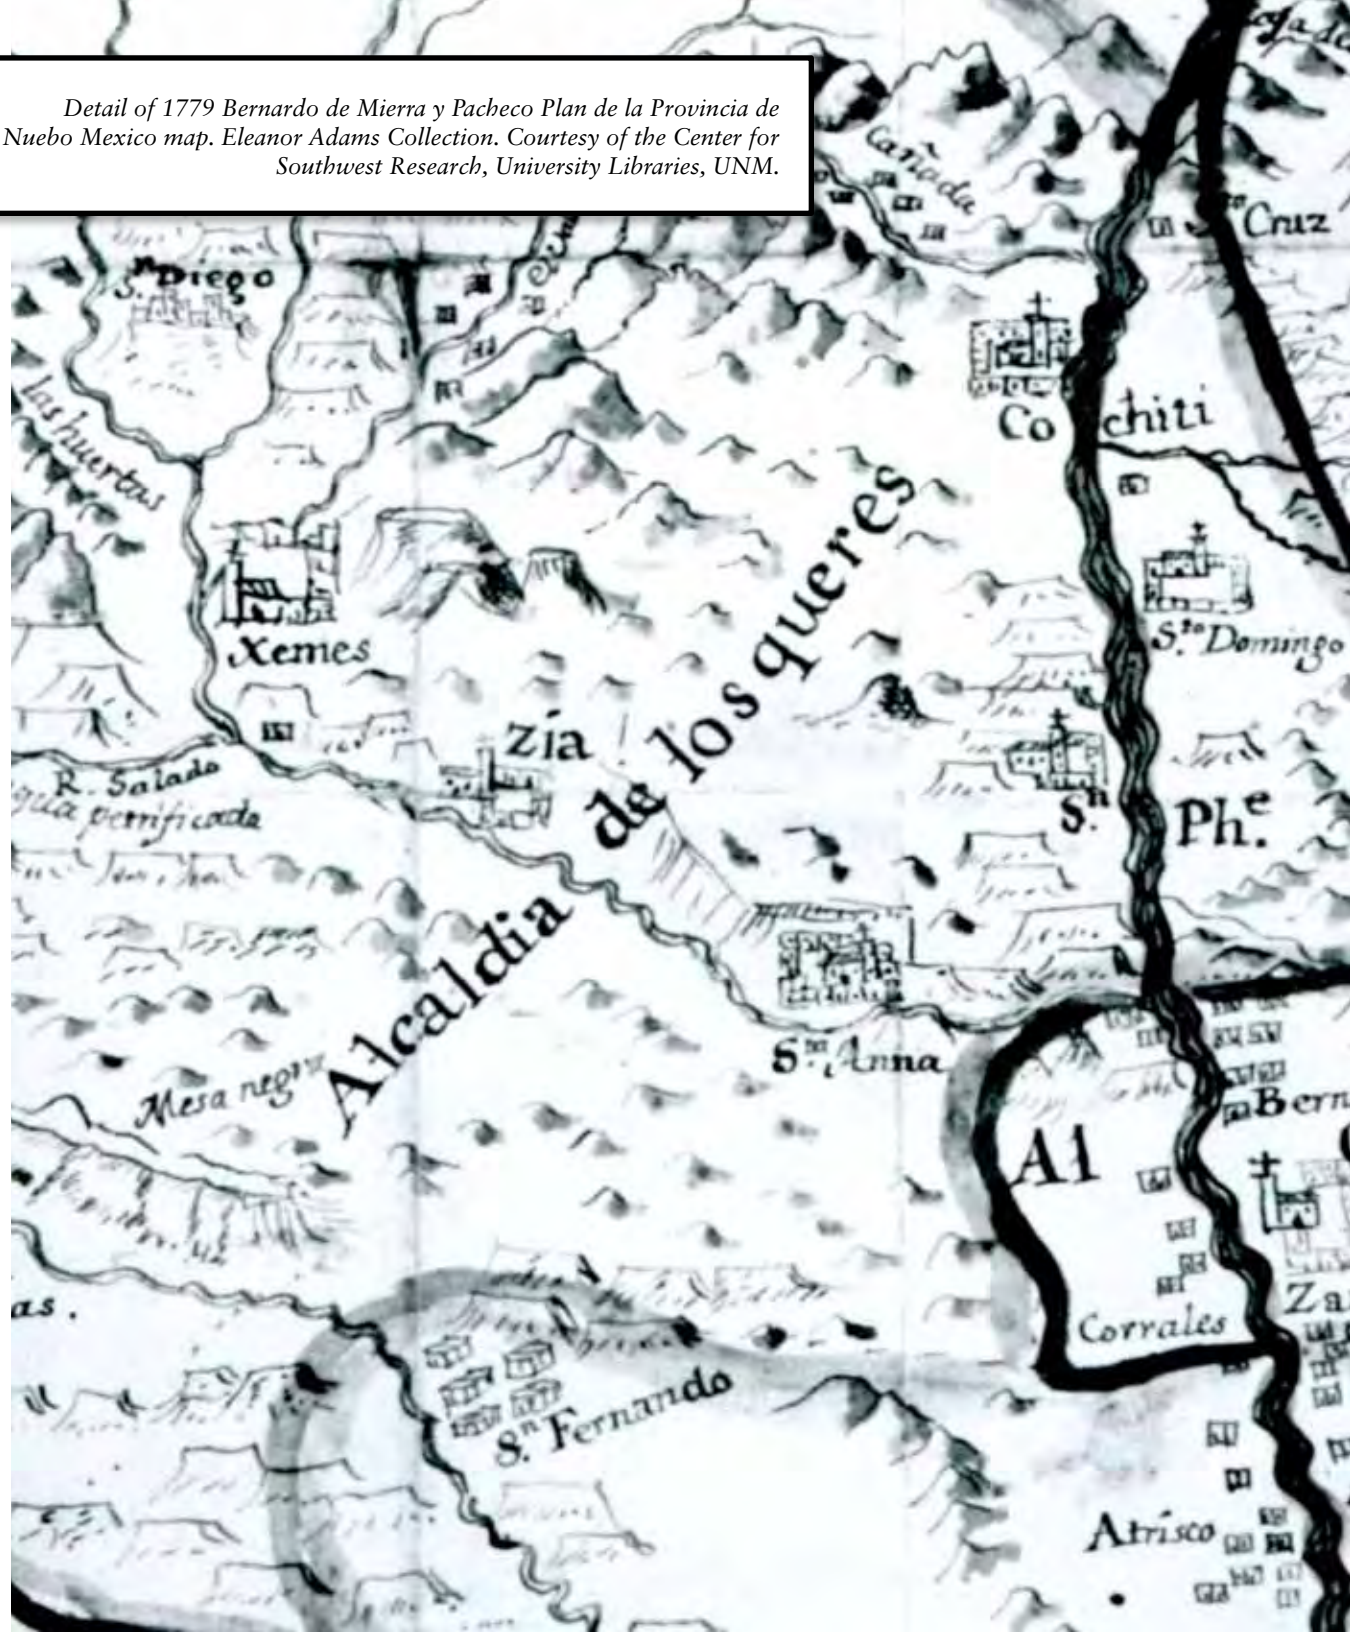 Detail of 1779 Bernardo de Mierra y Pacheco Plan de la Provincia de
Nuebo Mexico map. Eleanor Adams Collection. Courtesy of the Center for
Southwest Research, University Libraries, UNM.
Cañada
Cruz
S.n Diego
Las huertas
Co chiti
Xemes
S.to Domingo
zia
R. Salado
S.n Ph.e
Alcaldia de los queres
S.ta Anna
Mesa negra
Bern
Al
as.
Za
Corrales
S.n Fernando
Atrisco